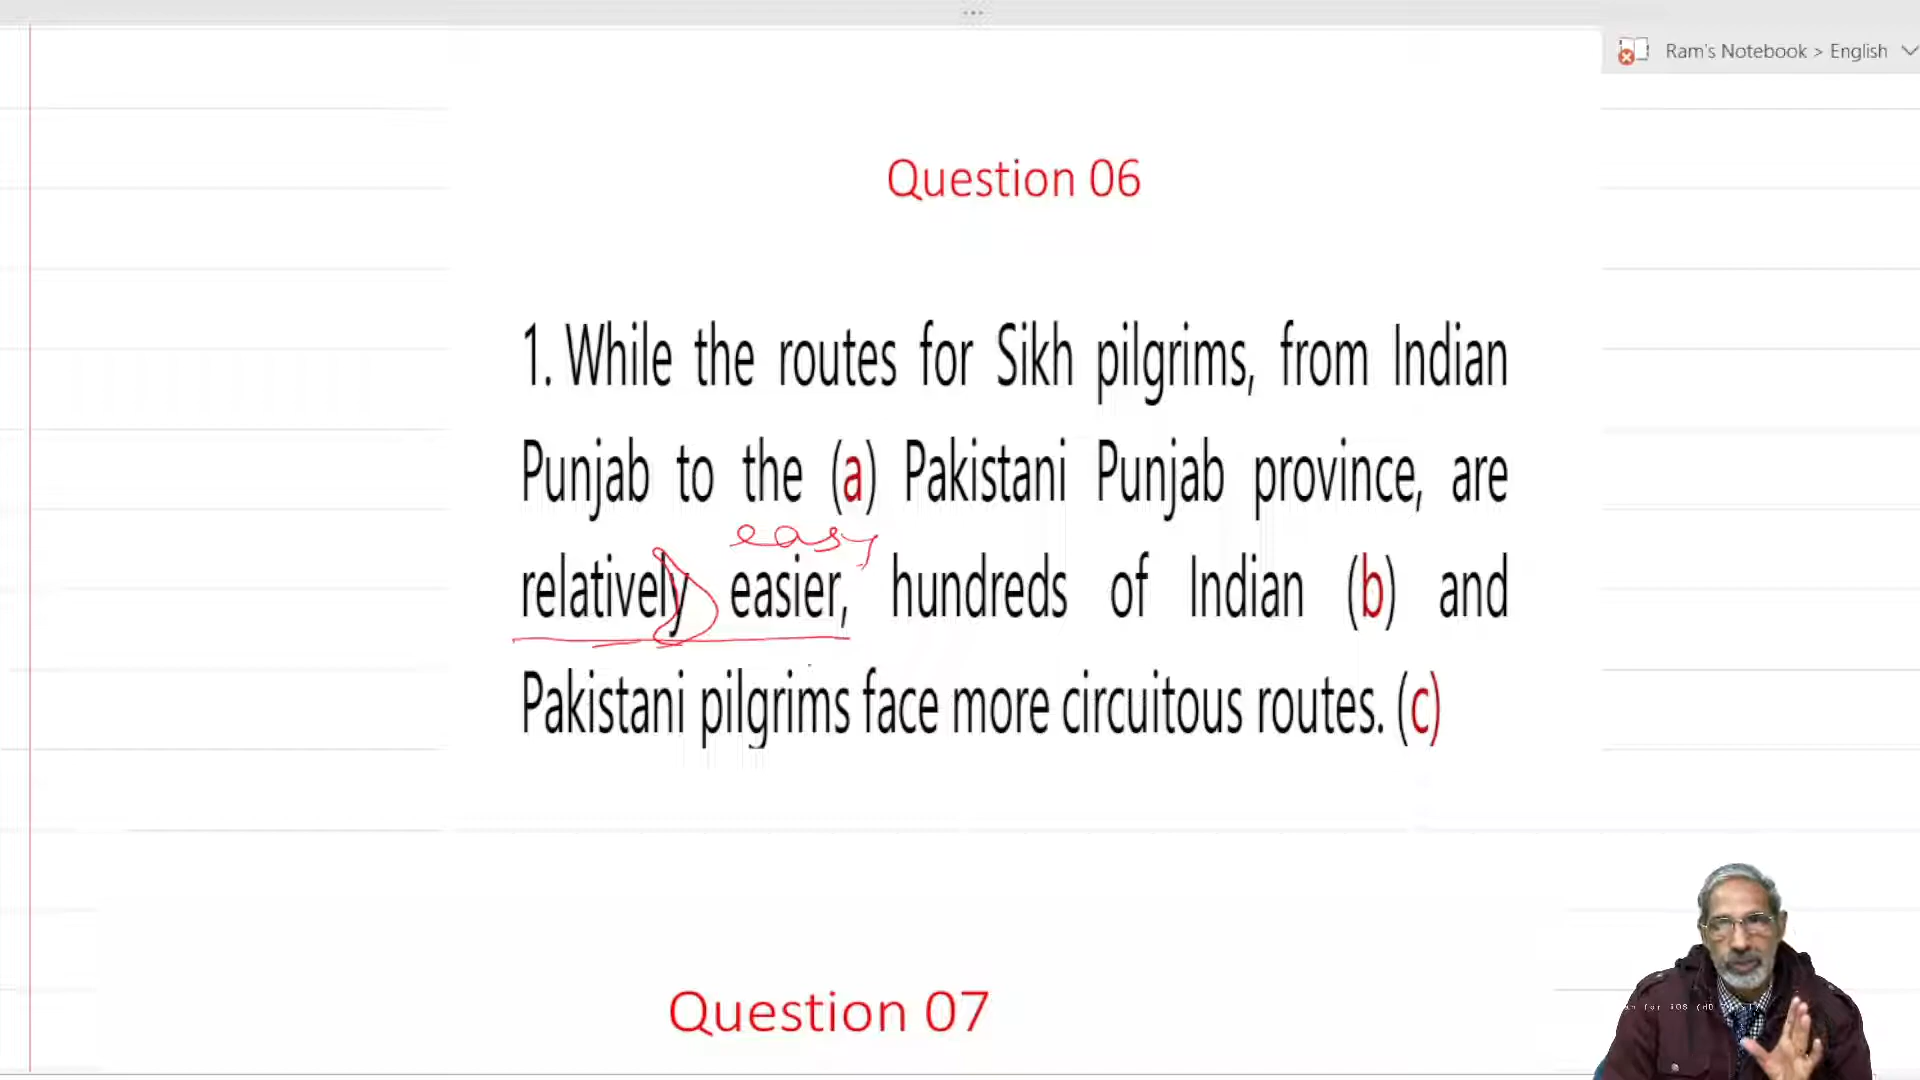 Ram's Notebook > English
Question 06
1. While the routes for Sikh pilgrims, from Indian
Punjab to the (a) Pakistani Punjab province, are
easy
relatively easier, hundreds of Indian (b) and
Pakistani pilgrims face more circuitous routes. (c)
Question 07